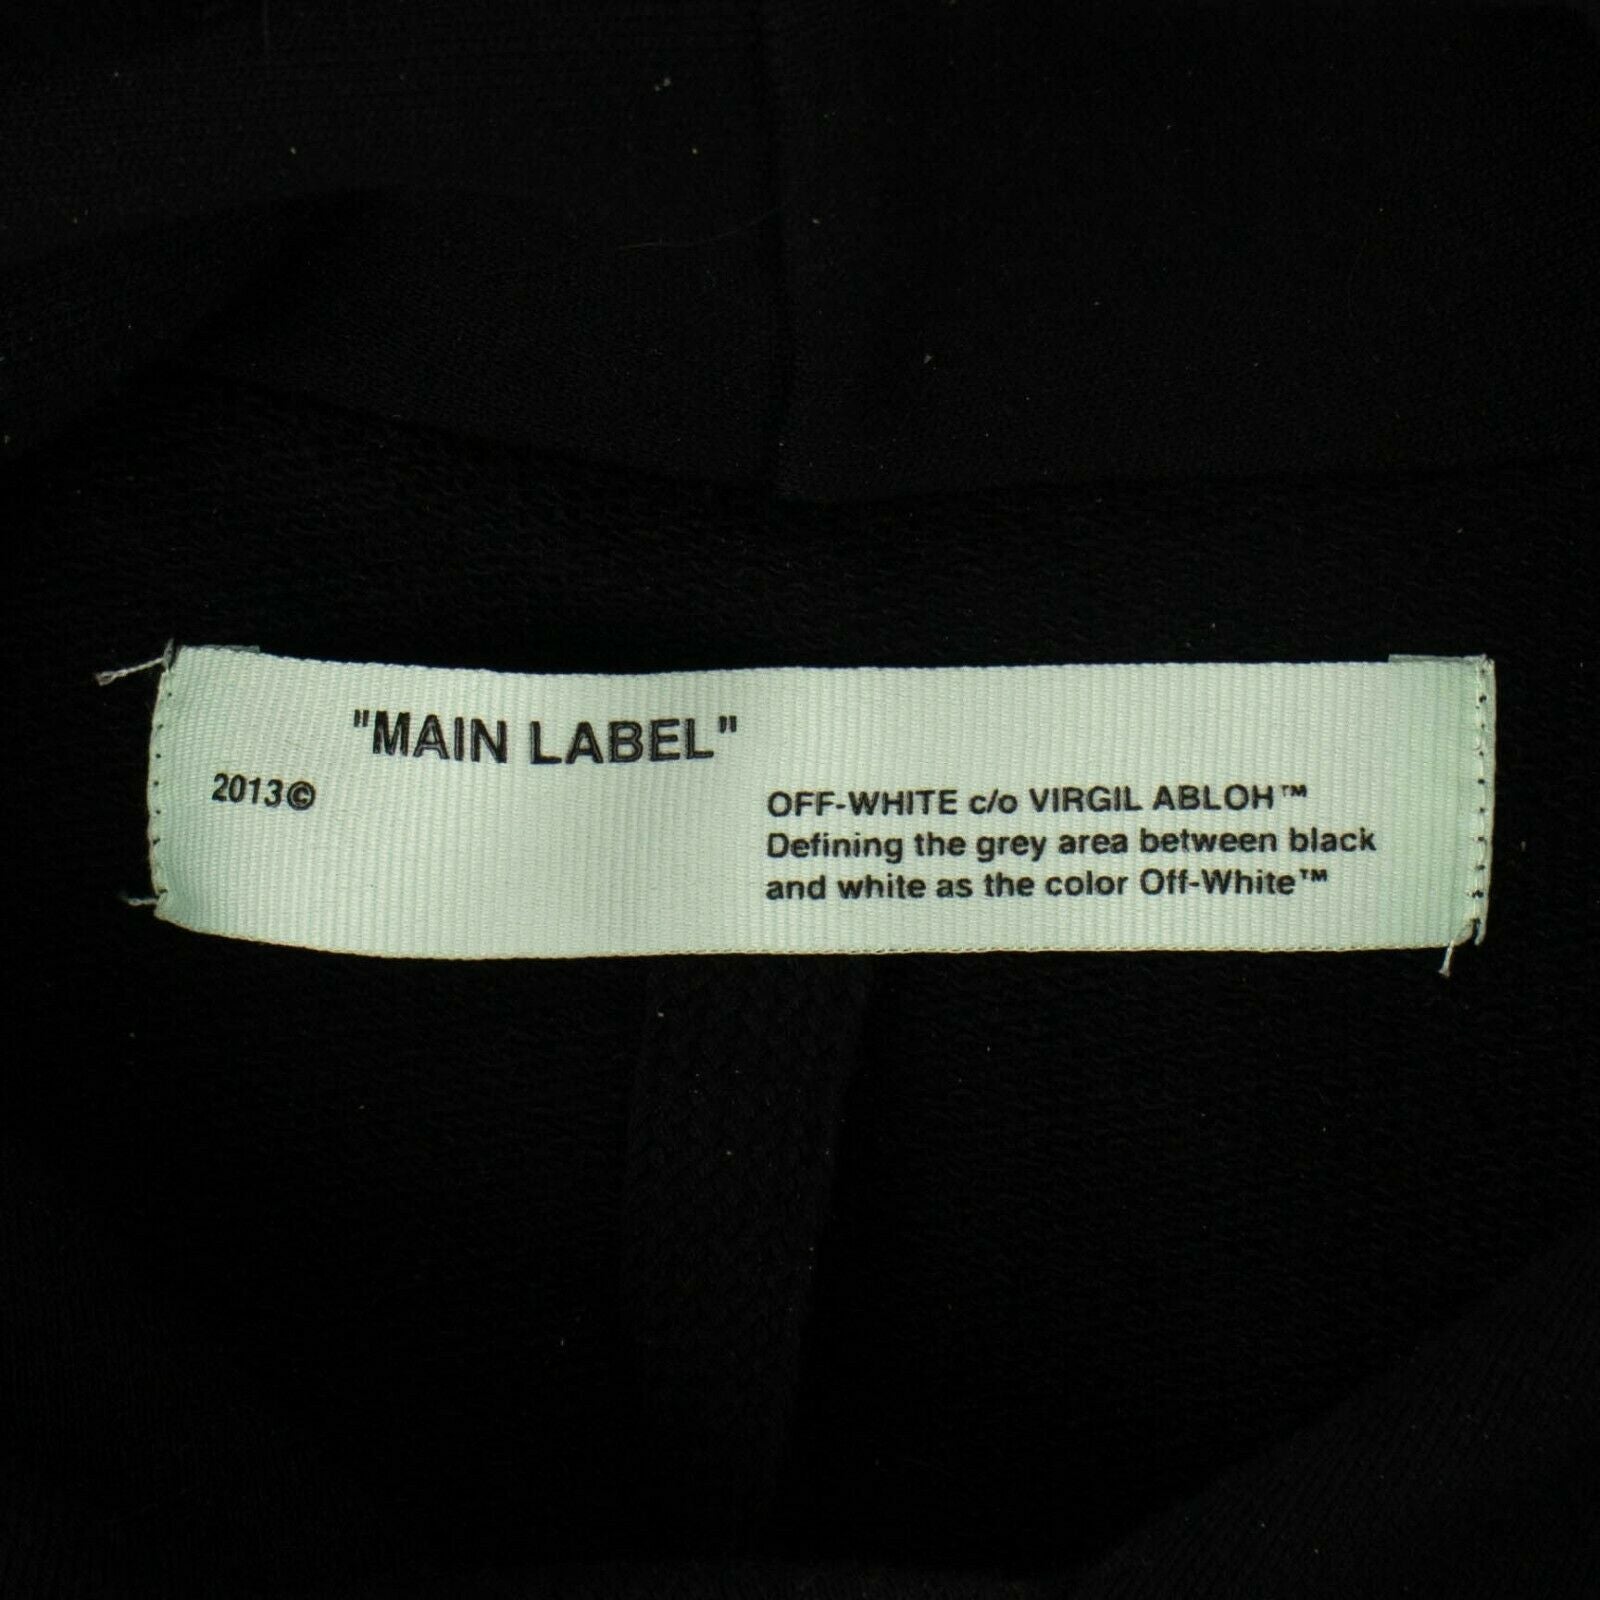 "MAIN LABEL"
2013©
OFF-WHITE c/o VIRGIL ABLOH™
Defining the grey area between black
and white as the color Off-White™